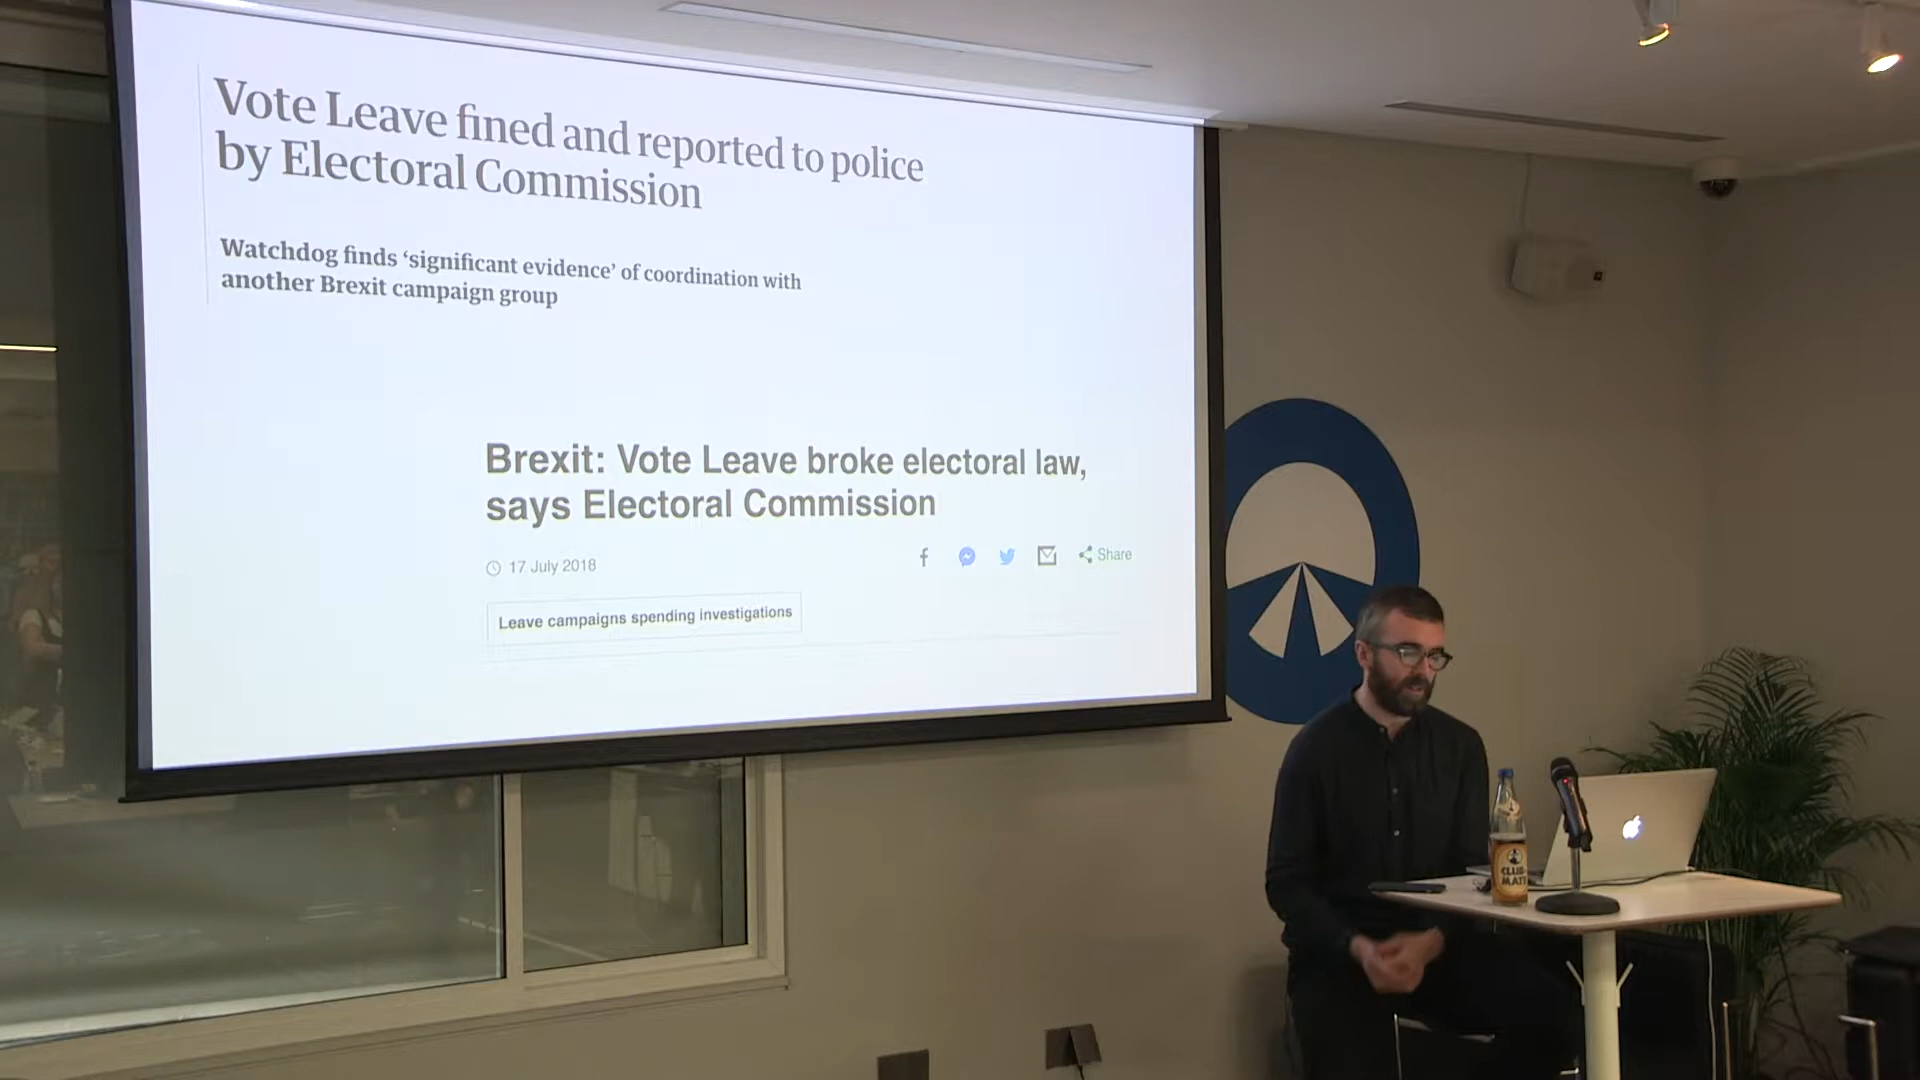 Vote Leave fined and reported to police
by Electoral Commission
Watchdog finds ‘significant evidence’ of coordination with
another Brexit campaign group
Brexit: Vote Leave broke electoral law,
says Electoral Commission
17 July 2018
Share
Leave campaigns spending investigations
CLUB-
MATE